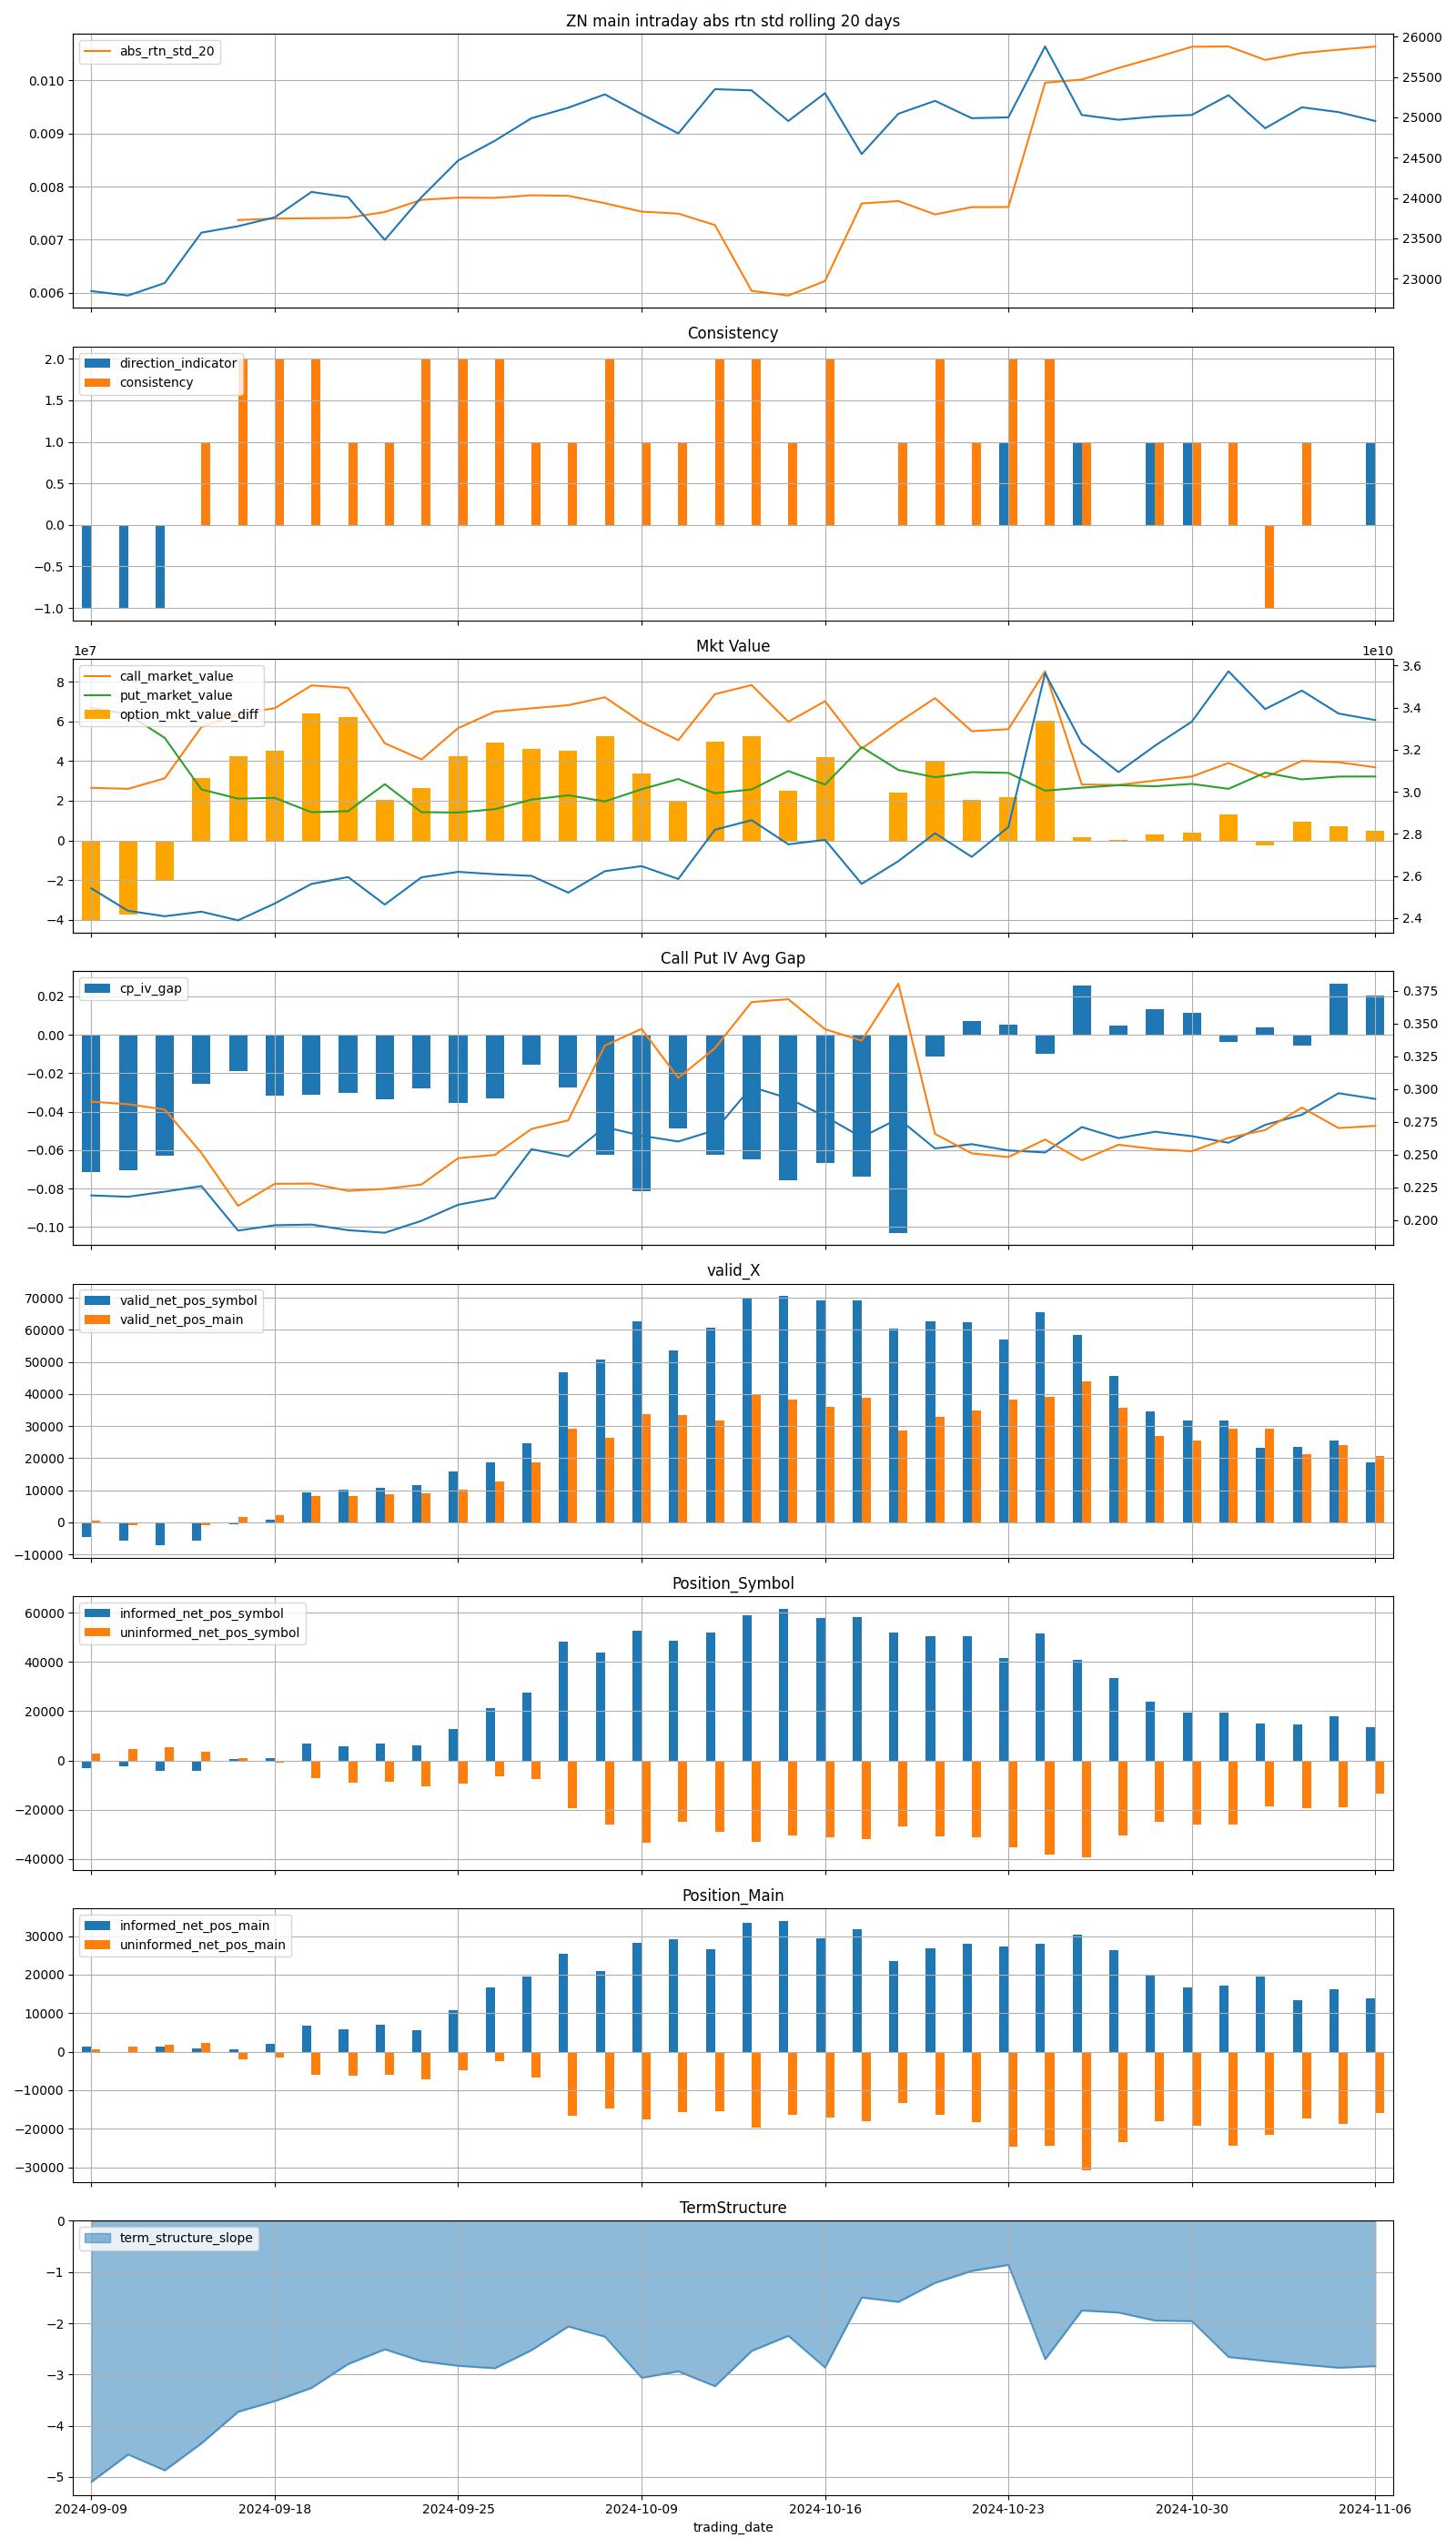 ZN main intraday abs rtn std rolling 20 days
abs_rtn_std_20
0.010
0.009
0.008
0.007
0.006
26000
25500
25000
24500
24000
23500
23000
Consistency
direction_indicator
consistency
2.0
1.5
1.0
0.5
0.0
−0.5
−1.0
Mkt Value
1e7
1e10
call_market_value
put_market_value
option_mkt_value_diff
8
6
4
2
0
−2
−4
3.6
3.4
3.2
3.0
2.8
2.6
2.4
Call Put IV Avg Gap
cp_iv_gap
0.02
0.00
−0.02
−0.04
−0.06
−0.08
−0.10
0.375
0.350
0.325
0.300
0.275
0.250
0.225
0.200
valid_X
valid_net_pos_symbol
valid_net_pos_main
70000
60000
50000
40000
30000
20000
10000
0
−10000
Position_Symbol
informed_net_pos_symbol
uninformed_net_pos_symbol
60000
40000
20000
0
−20000
−40000
Position_Main
informed_net_pos_main
uninformed_net_pos_main
30000
20000
10000
0
−10000
−20000
−30000
TermStructure
term_structure_slope
0
−1
−2
−3
−4
−5
2024-09-09 2024-09-18 2024-09-25 2024-10-09 2024-10-16 2024-10-23 2024-10-30 2024-11-06
trading_date